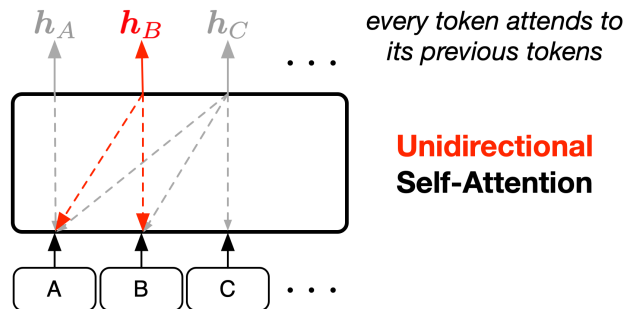 h_A h_B h_C ... every token attends to
its previous tokens
Unidirectional
Self-Attention
A B C ...